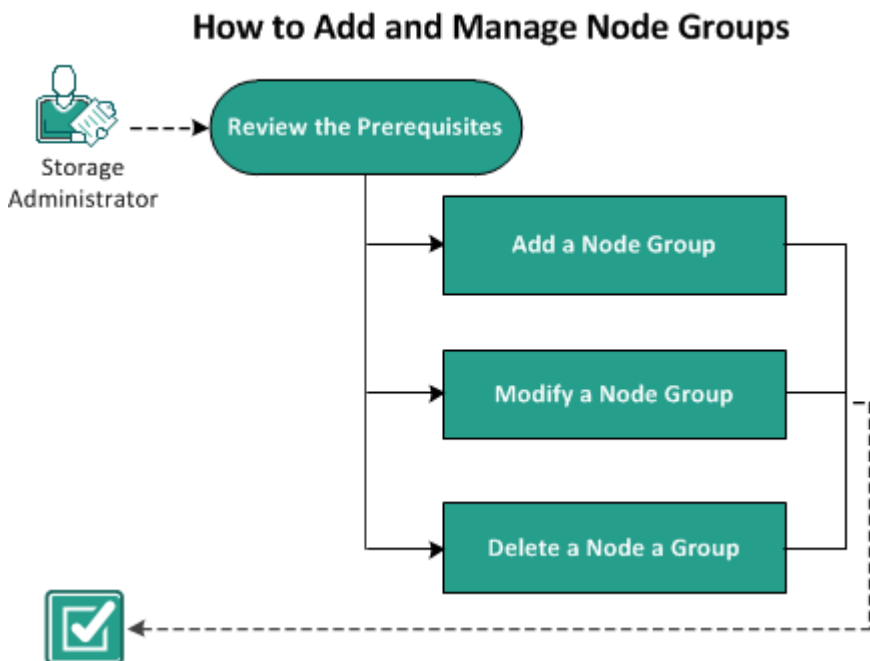 How to Add and Manage Node Groups
Review the Prerequisites
Storage
Administrator
Add a Node Group
Modify a Node Group
Delete a Node a Group